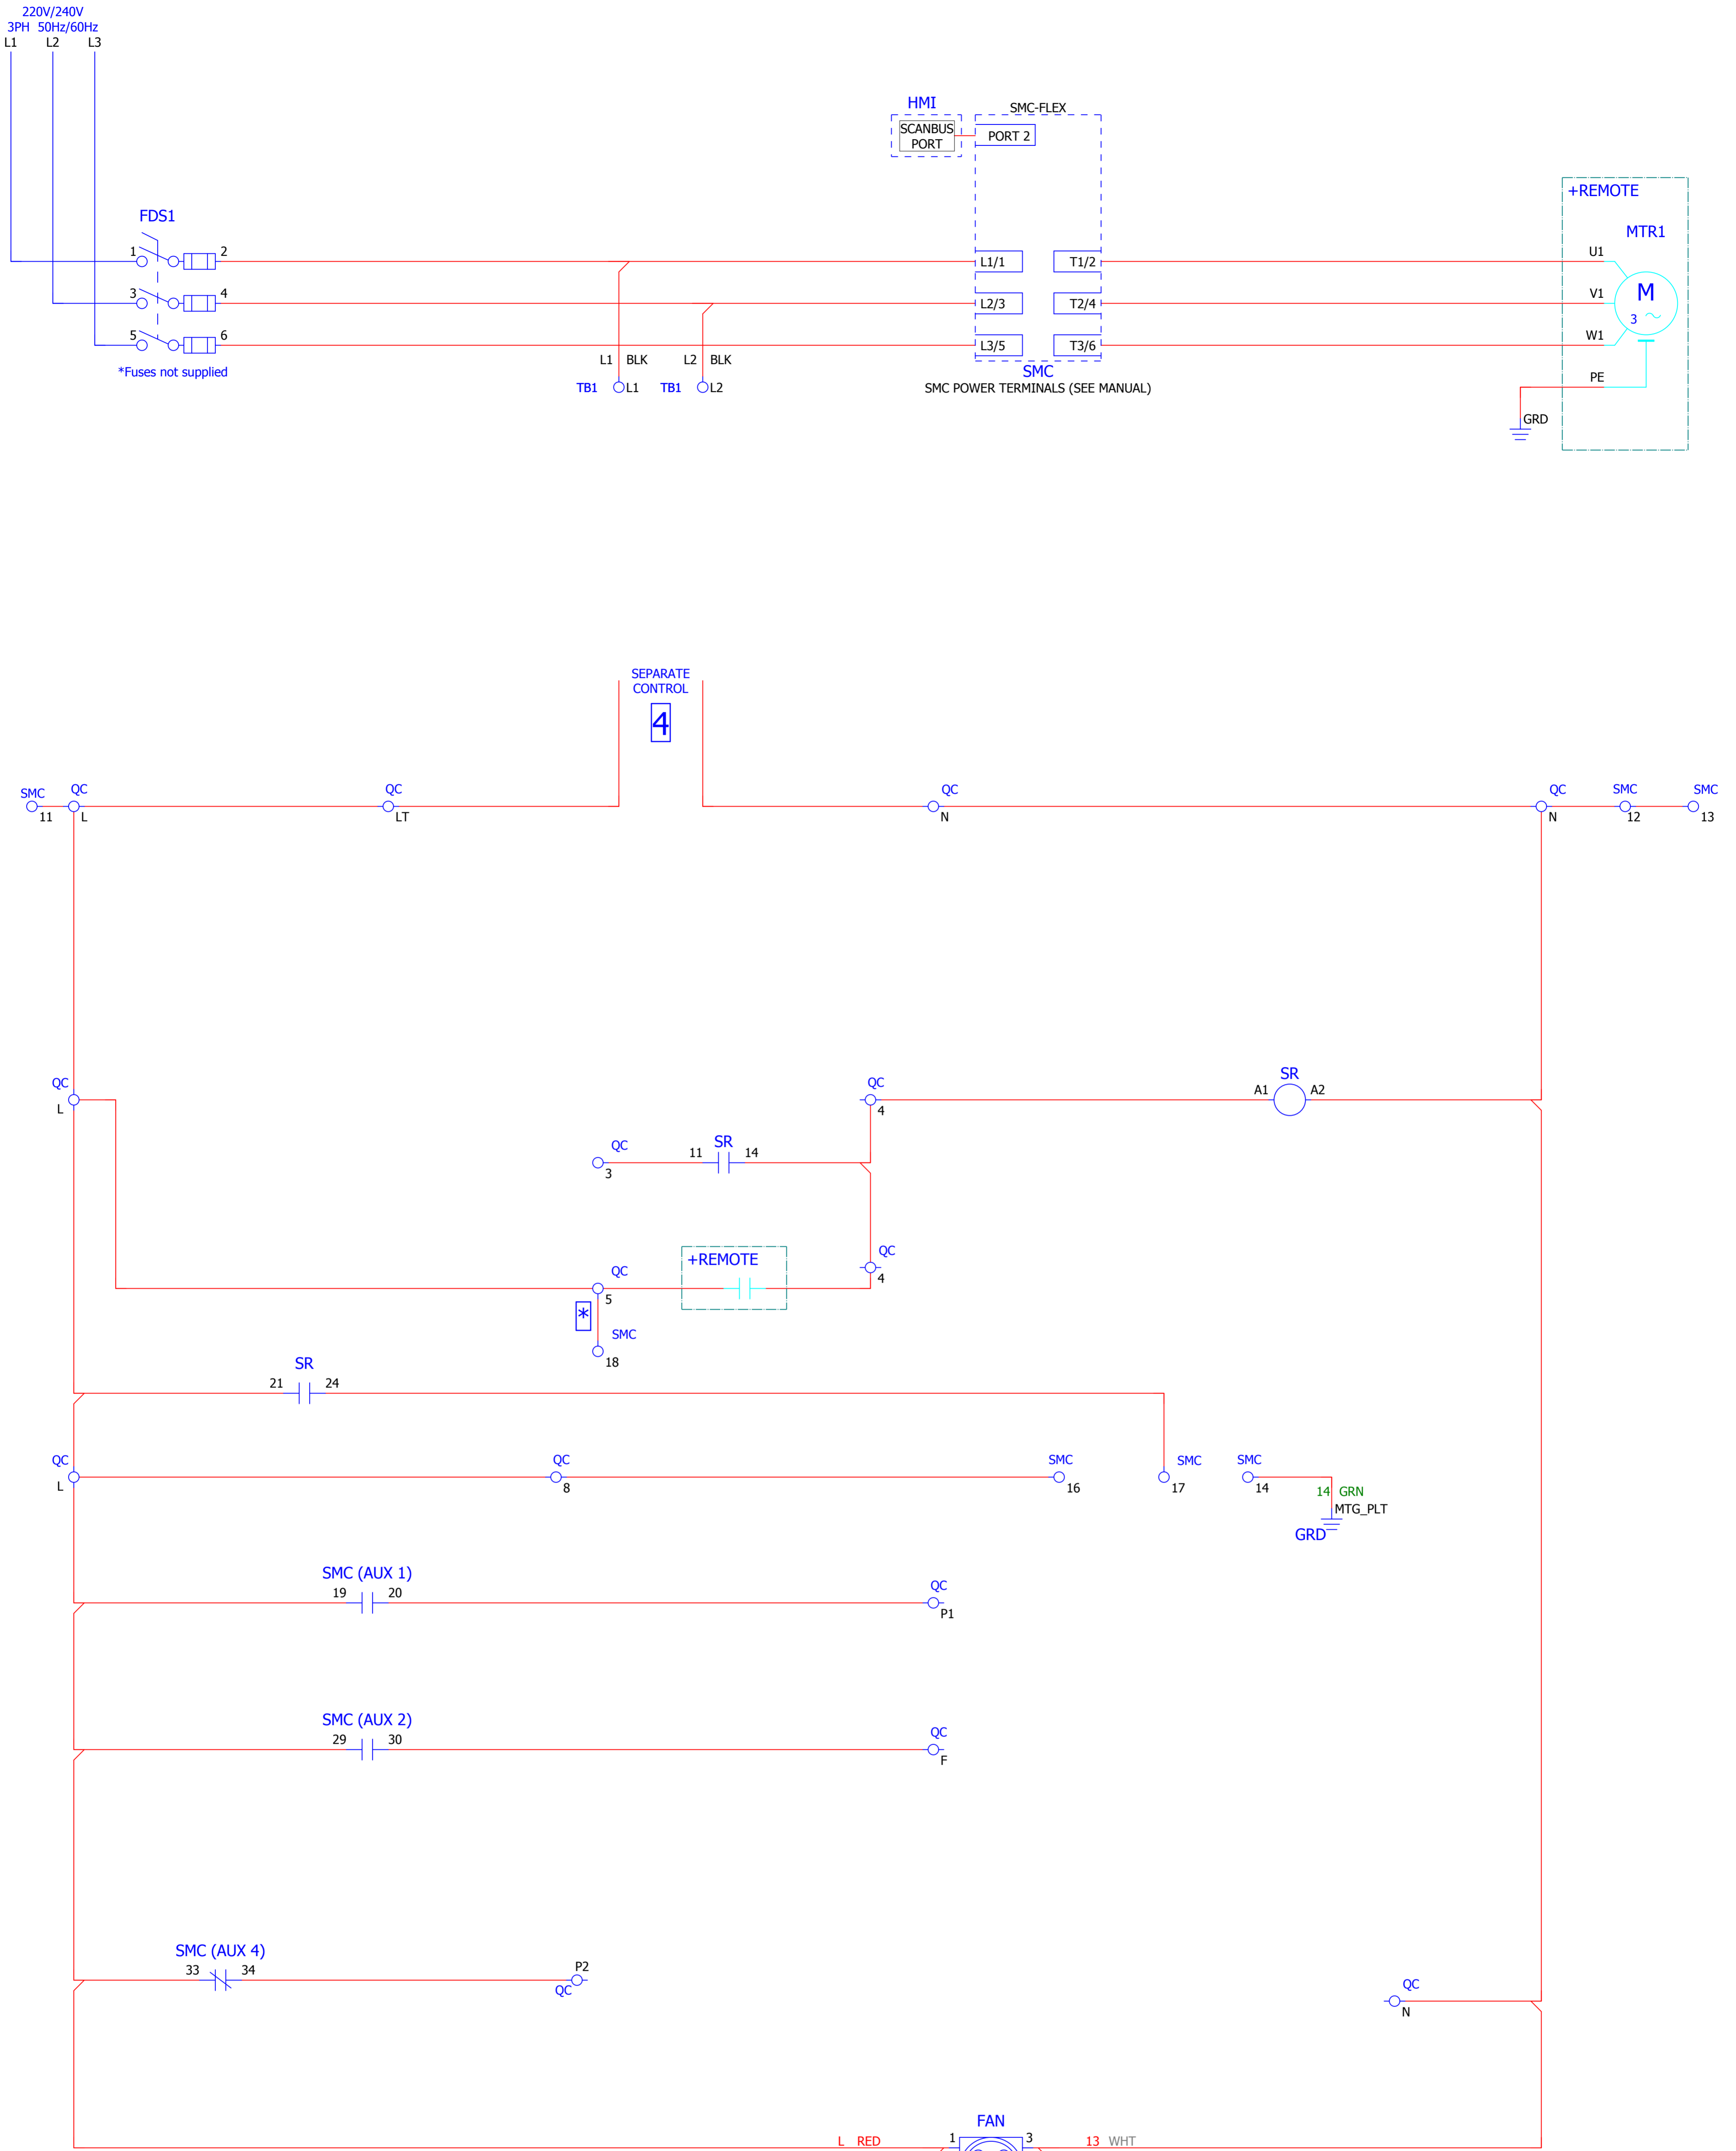 220V/240V
3PH 50Hz/60Hz
L1 L2 L3
HMI
SMC-FLEX
SCANBUS
PORT
PORT 2
+REMOTE
FDS1
MTR1
1 2
L1/1 T1/2
U1
3 4
L2/3 T2/4
V1
M
3
5 6
L3/5 T3/6
W1
*Fuses not supplied
L1 BLK L2 BLK
SMC
PE
TB1 L1 TB1 L2
SMC POWER TERMINALS (SEE MANUAL)
GRD
SEPARATE
CONTROL
4
SMC QC QC QC QC SMC SMC
11 L LT N N 12 13
QC QC SR
A1 A2
L 4
QC SR
11 14
3
QC
+REMOTE
4
QC
5
*
SMC
18
SR
21 24
QC QC SMC SMC SMC
L 8 16 17 14
14 GRN
MTG_PLT
GRD
SMC (AUX 1)
19 20
QC
P1
SMC (AUX 2)
29 30
QC
F
SMC (AUX 4)
33 34
P2
QC
QC
N
FAN
L RED 1 3 13 WHT